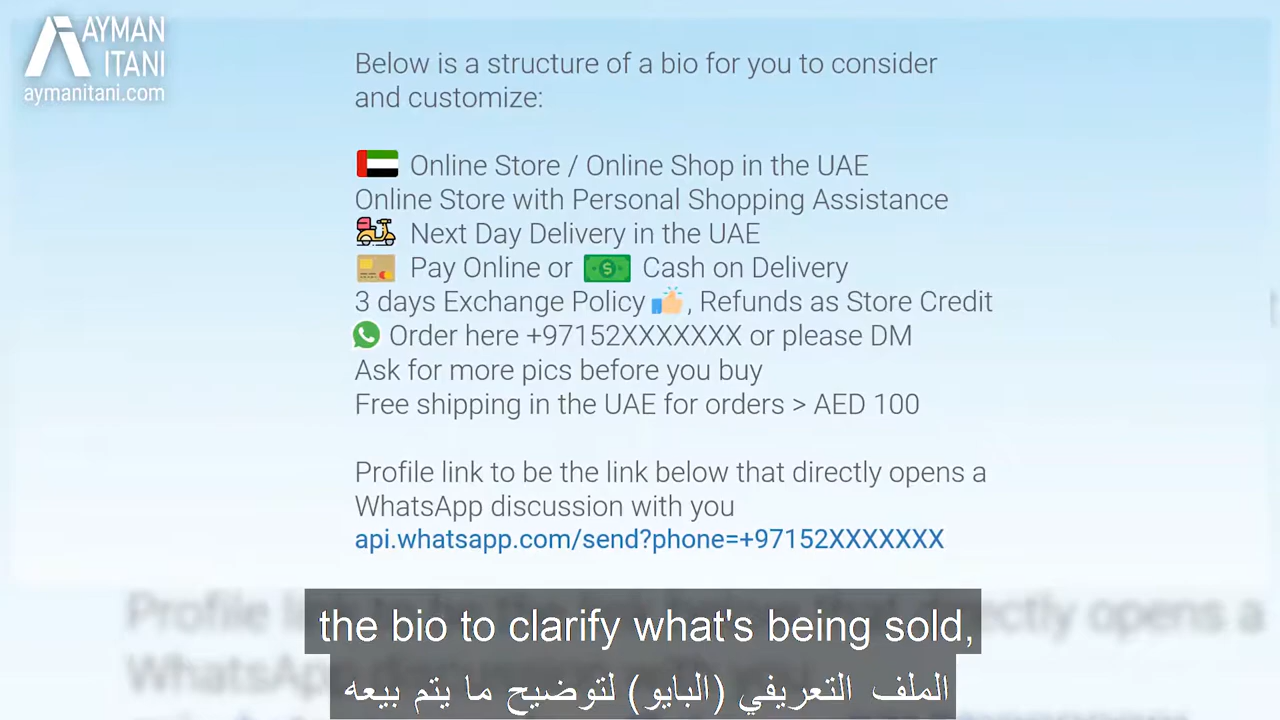 AYMAN
ITANI
aymanitani.com
Below is a structure of a bio for you to consider
and customize:
Online Store / Online Shop in the UAE
Online Store with Personal Shopping Assistance
Next Day Delivery in the UAE
Pay Online or Cash on Delivery
3 days Exchange Policy , Refunds as Store Credit
Order here +97152XXXXXXX or please DM
Ask for more pics before you buy
Free shipping in the UAE for orders > AED 100
Profile link to be the link below that directly opens a
WhatsApp discussion with you
api.whatsapp.com/send?phone=+97152XXXXXXX
the bio to clarify what's being sold,
الملف التعريفي (البايو) لتوضيح ما يتم بيعه